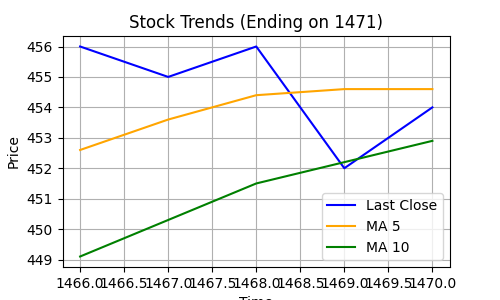 Stock Trends (Ending on 1471)
456
455
454
453
452
451
450
449
Price
Last Close
MA 5
MA 10
1466.0 1466.5 1467.0 1467.5 1468.0 1468.5 1469.0 1469.5 1470.0
Time